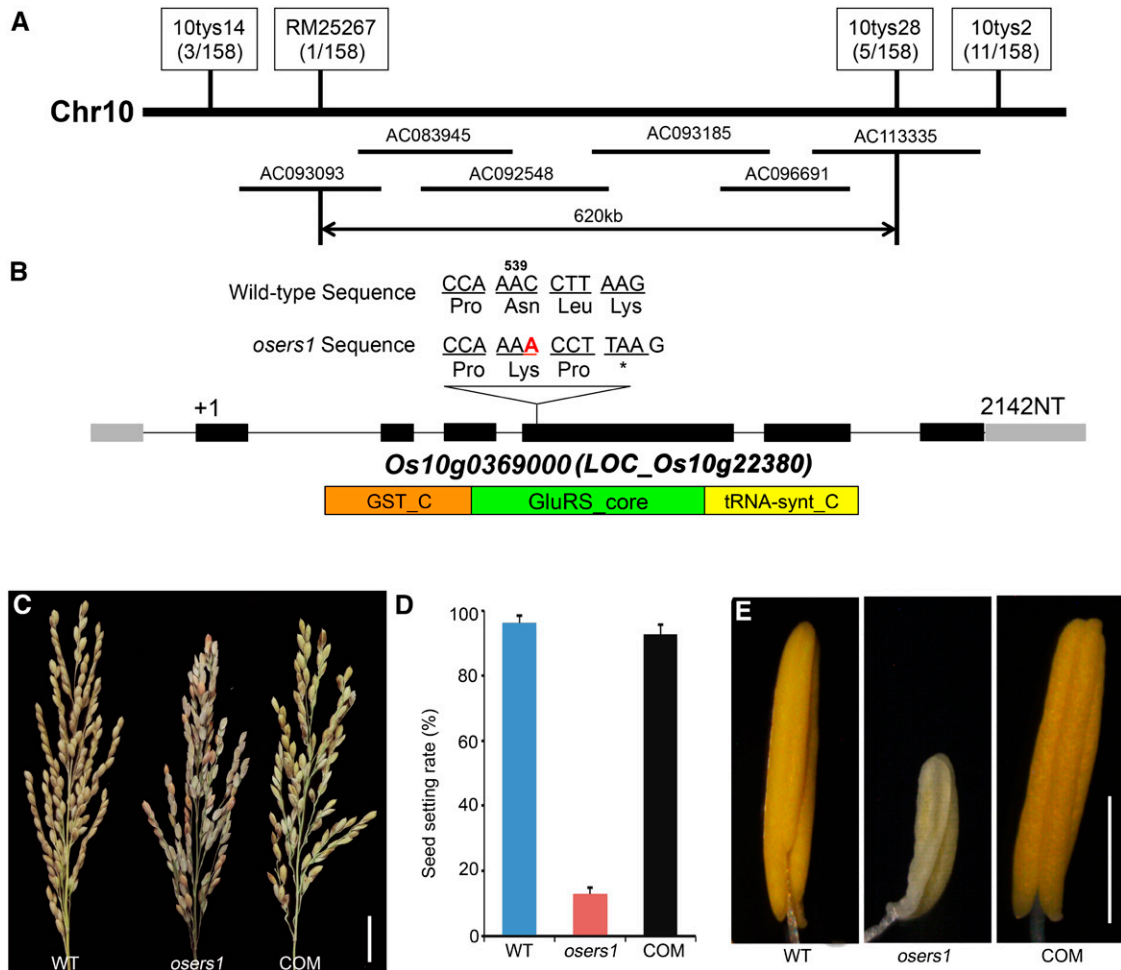 A
10tys14
(3/158)
RM25267
(1/158)
10tys28
(5/158)
10tys2
(11/158)
Chr10
AC083945
AC093185
AC113335
AC093093
AC092548
AC096691
620kb
B
539
Wild-type Sequence CCA AAC CTT AAG
Pro Asn Leu Lys
osers1 Sequence CCA AAA CCT TAA G
Pro Lys Pro *
+1
2142NT
Os10g0369000 (LOC_Os10g22380)
GST_C GluRS_core tRNA-synt_C
C
WT osers1 COM
D
Seed setting rate (%)
100
80
60
40
20
0
WT osers1 COM
E
WT osers1 COM